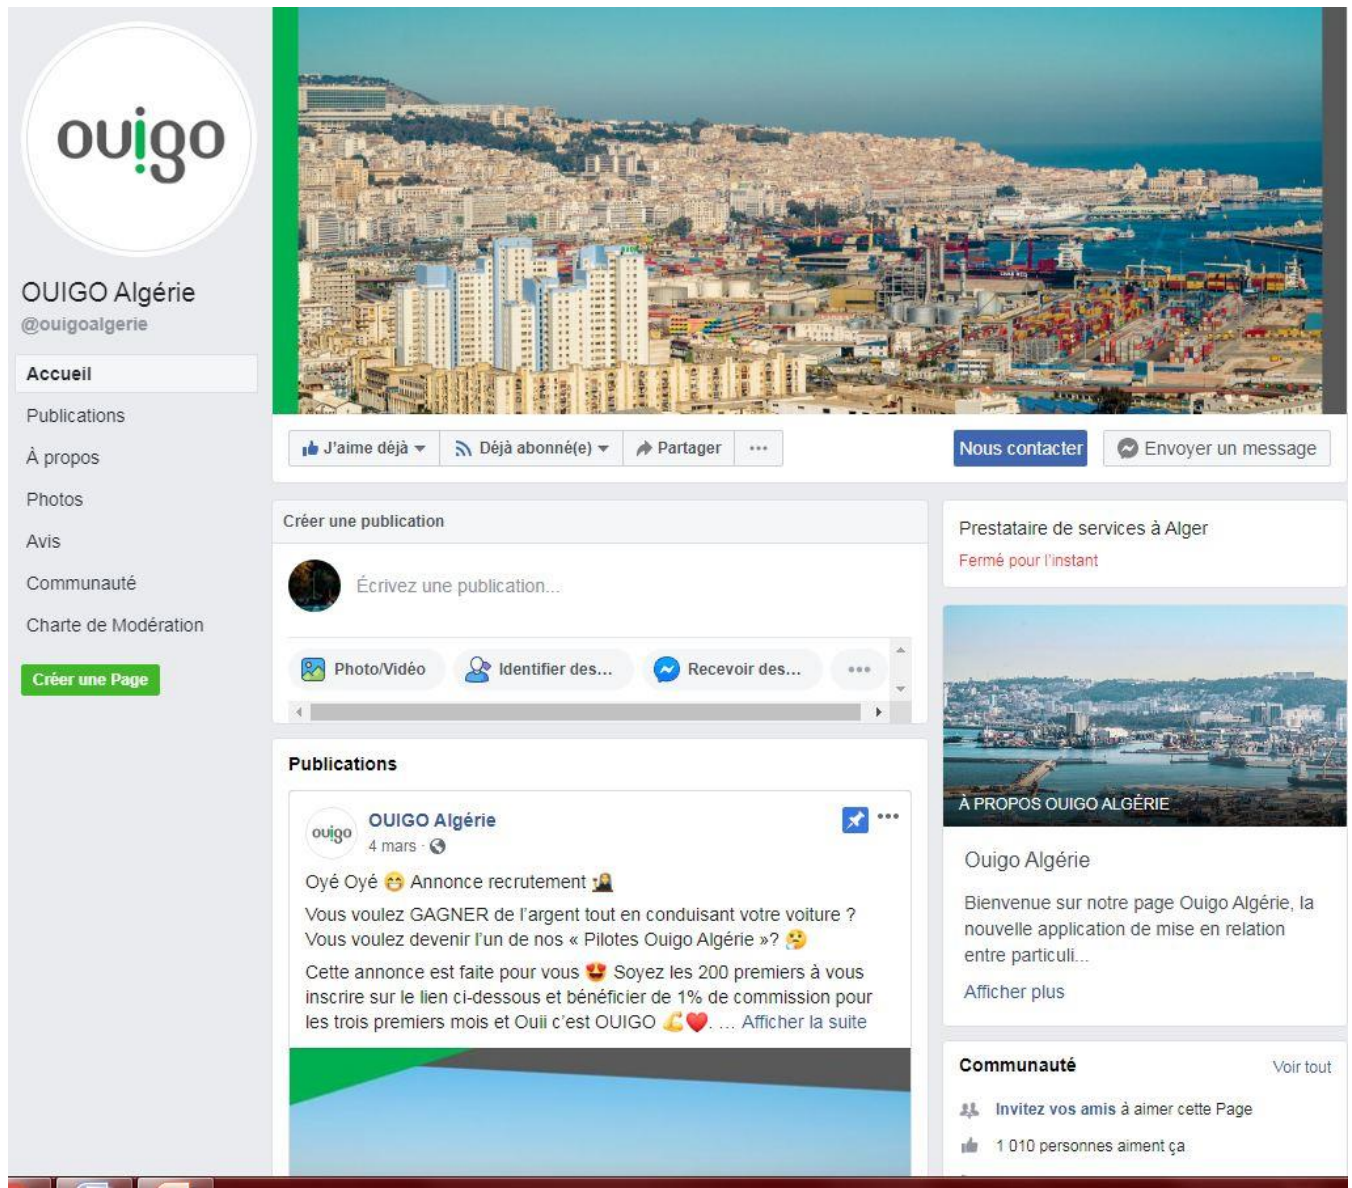 ouigo
OUIGO Algérie
@ouigoalgerie
Accueil
Publications
À propos
Photos
Avis
Communauté
Charte de Modération
Créer une Page
J'aime déjà
Déjà abonné(e)
Partager
Nous contacter
Envoyer un message
Créer une publication
Écrivez une publication...
Photo/Vidéo
Identifier des...
Recevoir des...
Publications
ouigo
OUIGO Algérie
4 mars ·
Oyé Oyé 😁 Annonce recrutement
Vous voulez GAGNER de l'argent tout en conduisant votre voiture ?
Vous voulez devenir l'un de nos « Pilotes Ouigo Algérie »? 🤔
Cette annonce est faite pour vous 😍 Soyez les 200 premiers à vous
inscrire sur le lien ci-dessous et bénéficier de 1% de commission pour
les trois premiers mois et Ouii c'est OUIGO 💪❤. ... Afficher la suite
Prestataire de services à Alger
Fermé pour l'instant
À PROPOS OUIGO ALGÉRIE
Ouigo Algérie
Bienvenue sur notre page Ouigo Algérie, la
nouvelle application de mise en relation
entre particuli...
Afficher plus
Communauté
Voir tout
Invitez vos amis à aimer cette Page
1 010 personnes aiment ça